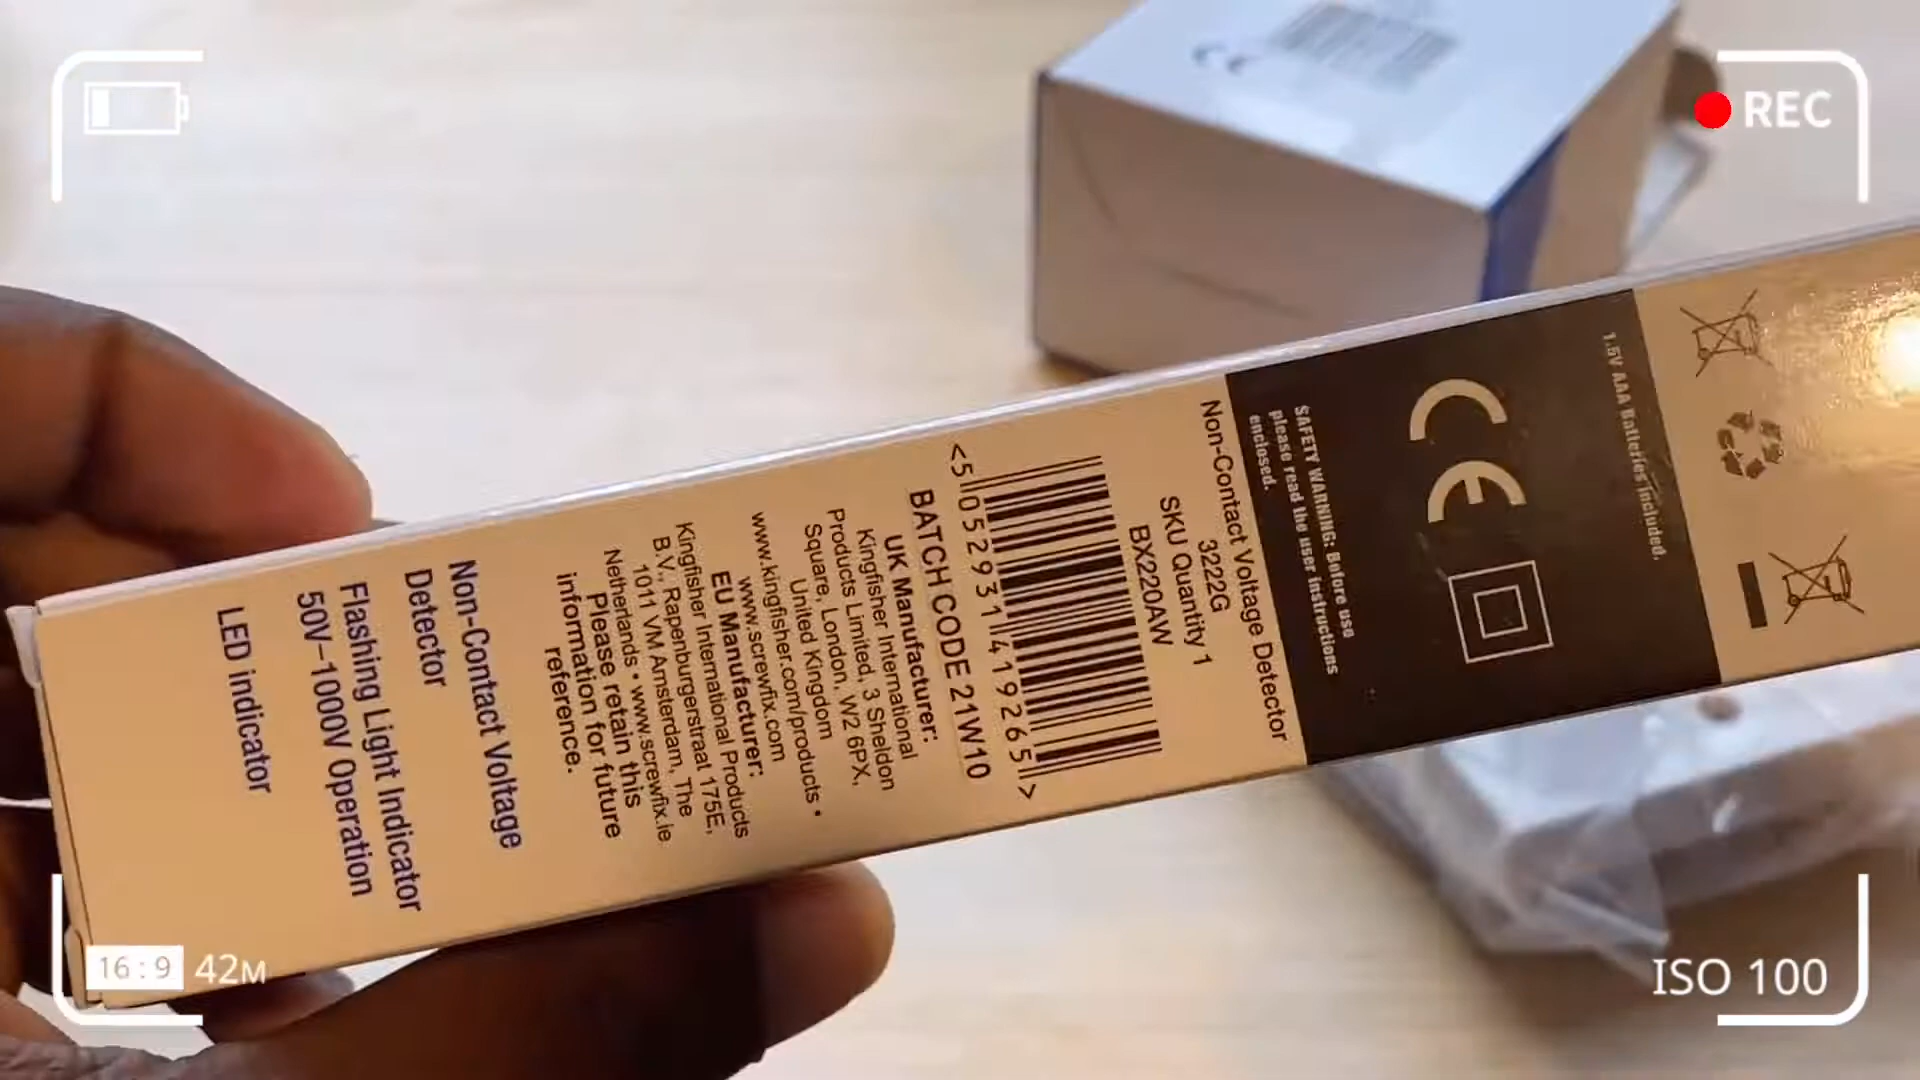 REC
1.5V AAA Batteries Included.
CE
SAFETY WARNING: Before use
please read the user instructions
enclosed.
Non-Contact Voltage Detector
3222G
SKU Quantity 1
BX220AW
<5 052931 419265 >
BATCH CODE 21W10
UK Manufacturer:
Kingfisher International
Products Limited, 3 Sheldon
Square, London, W2 6PX,
United Kingdom
www.kingfisher.com/products •
www.screwfix.com
EU Manufacturer:
Kingfisher International Products
B.V., Rapenburgerstraat 175E,
1011 VM Amsterdam, The
Netherlands • www.screwfix.ie
Please retain this
information for future
reference.
Non-Contact Voltage
Detector
Flashing Light Indicator
50V–1000V Operation
LED indicator
CE
16:9 42M
ISO 100